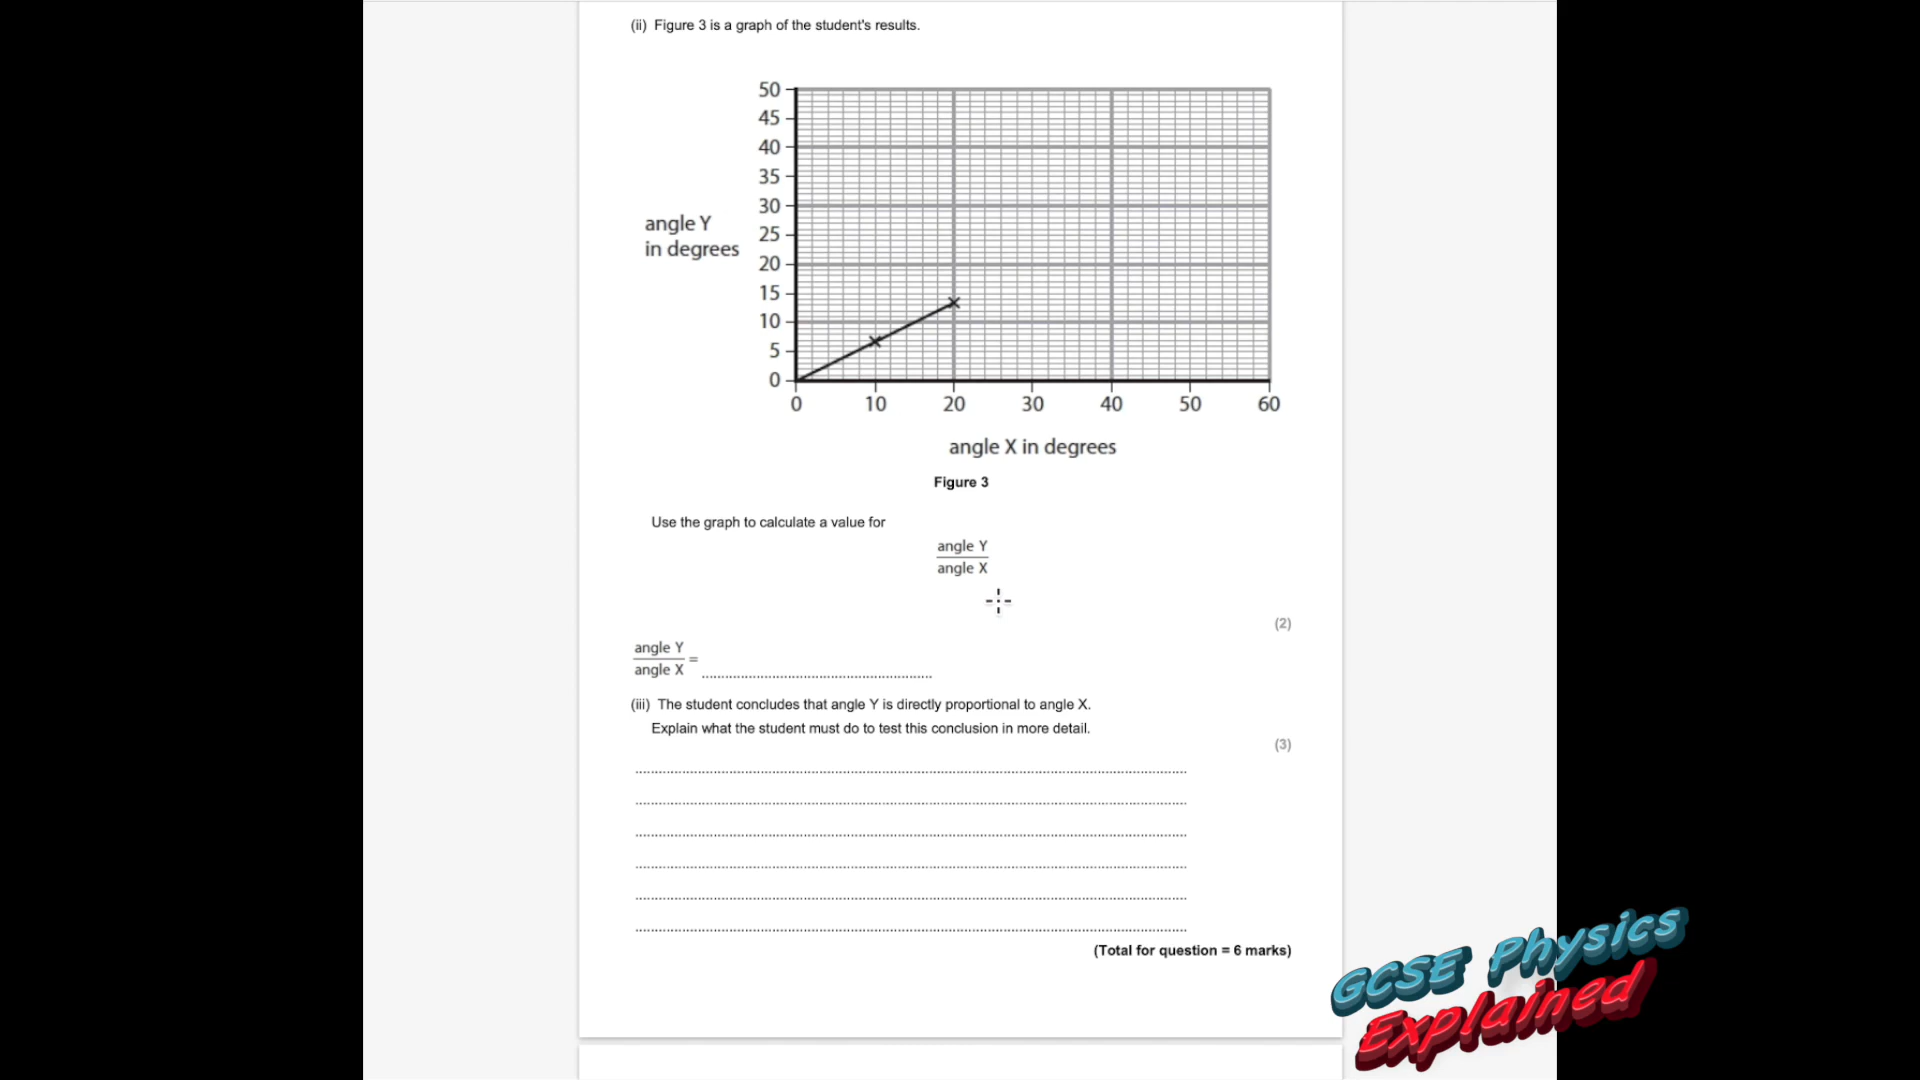 (ii) Figure 3 is a graph of the student's results.
50
45
40
35
30
25
20
15
10
5
0
angle Y
in degrees
0 10 20 30 40 50 60
angle X in degrees
Figure 3
Use the graph to calculate a value for
angle Y
angle X
(2)
angle Y
angle X
= ..........................................................
(iii) The student concludes that angle Y is directly proportional to angle X.
Explain what the student must do to test this conclusion in more detail.
(3)
(Total for question = 6 marks)
GCSE Physics
Explained